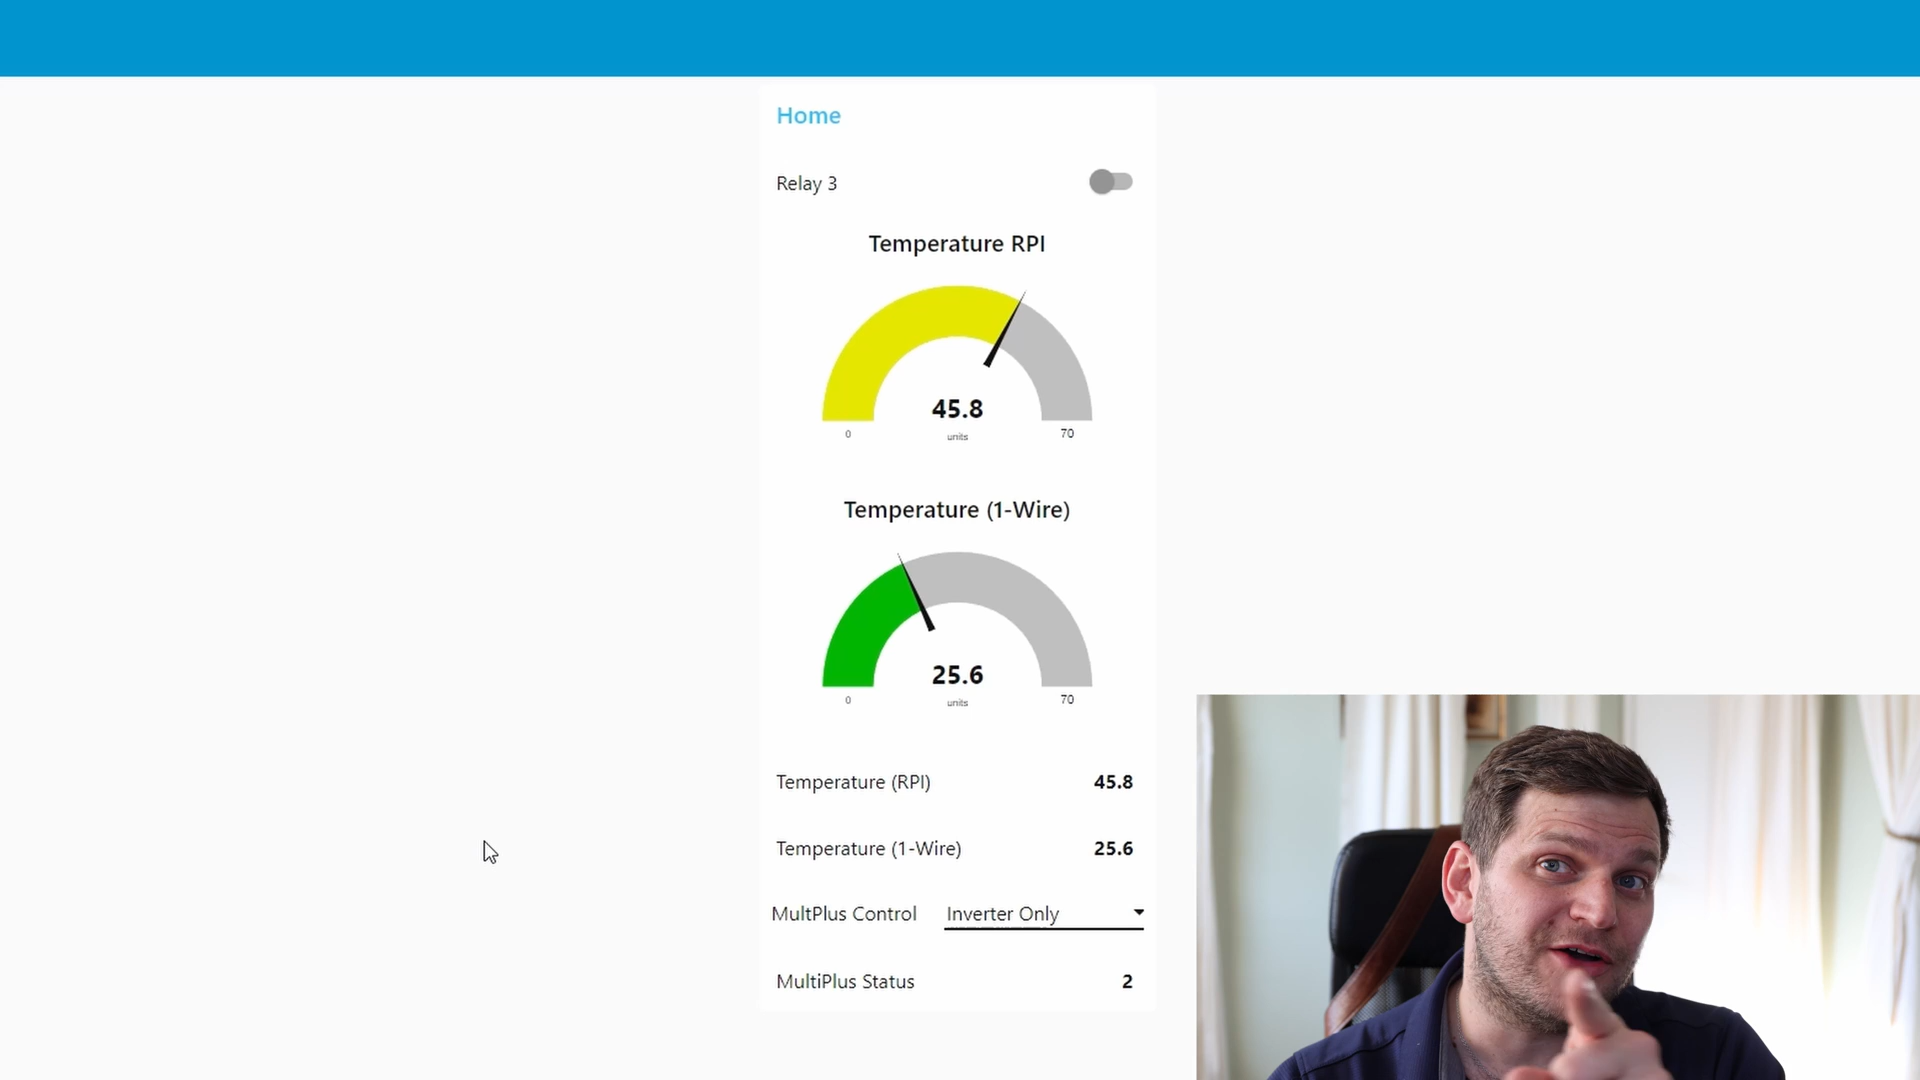 Home
Relay 3
Temperature RPI
45.8
0
units
70
Temperature (1-Wire)
25.6
0
units
70
Temperature (RPI) 45.8
Temperature (1-Wire) 25.6
MultPlus Control Inverter Only
MultiPlus Status 2